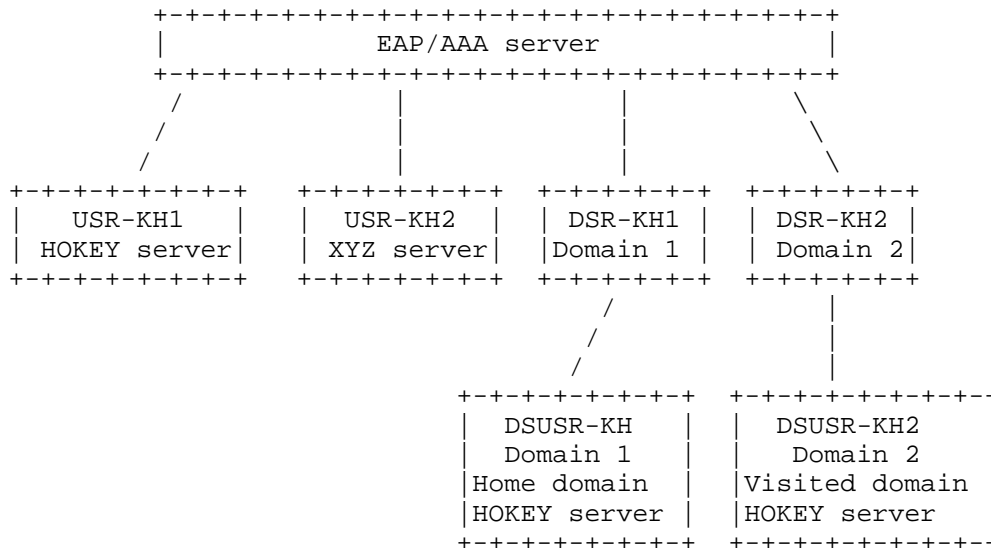 EAP/AAA server
USR-KH1 USR-KH2 DSR-KH1 DSR-KH2
HOKEY server XYZ server Domain 1 Domain 2
DSUSR-KH DSUSR-KH2
Domain 1 Domain 2
Home domain Visited domain
HOKEY server HOKEY server